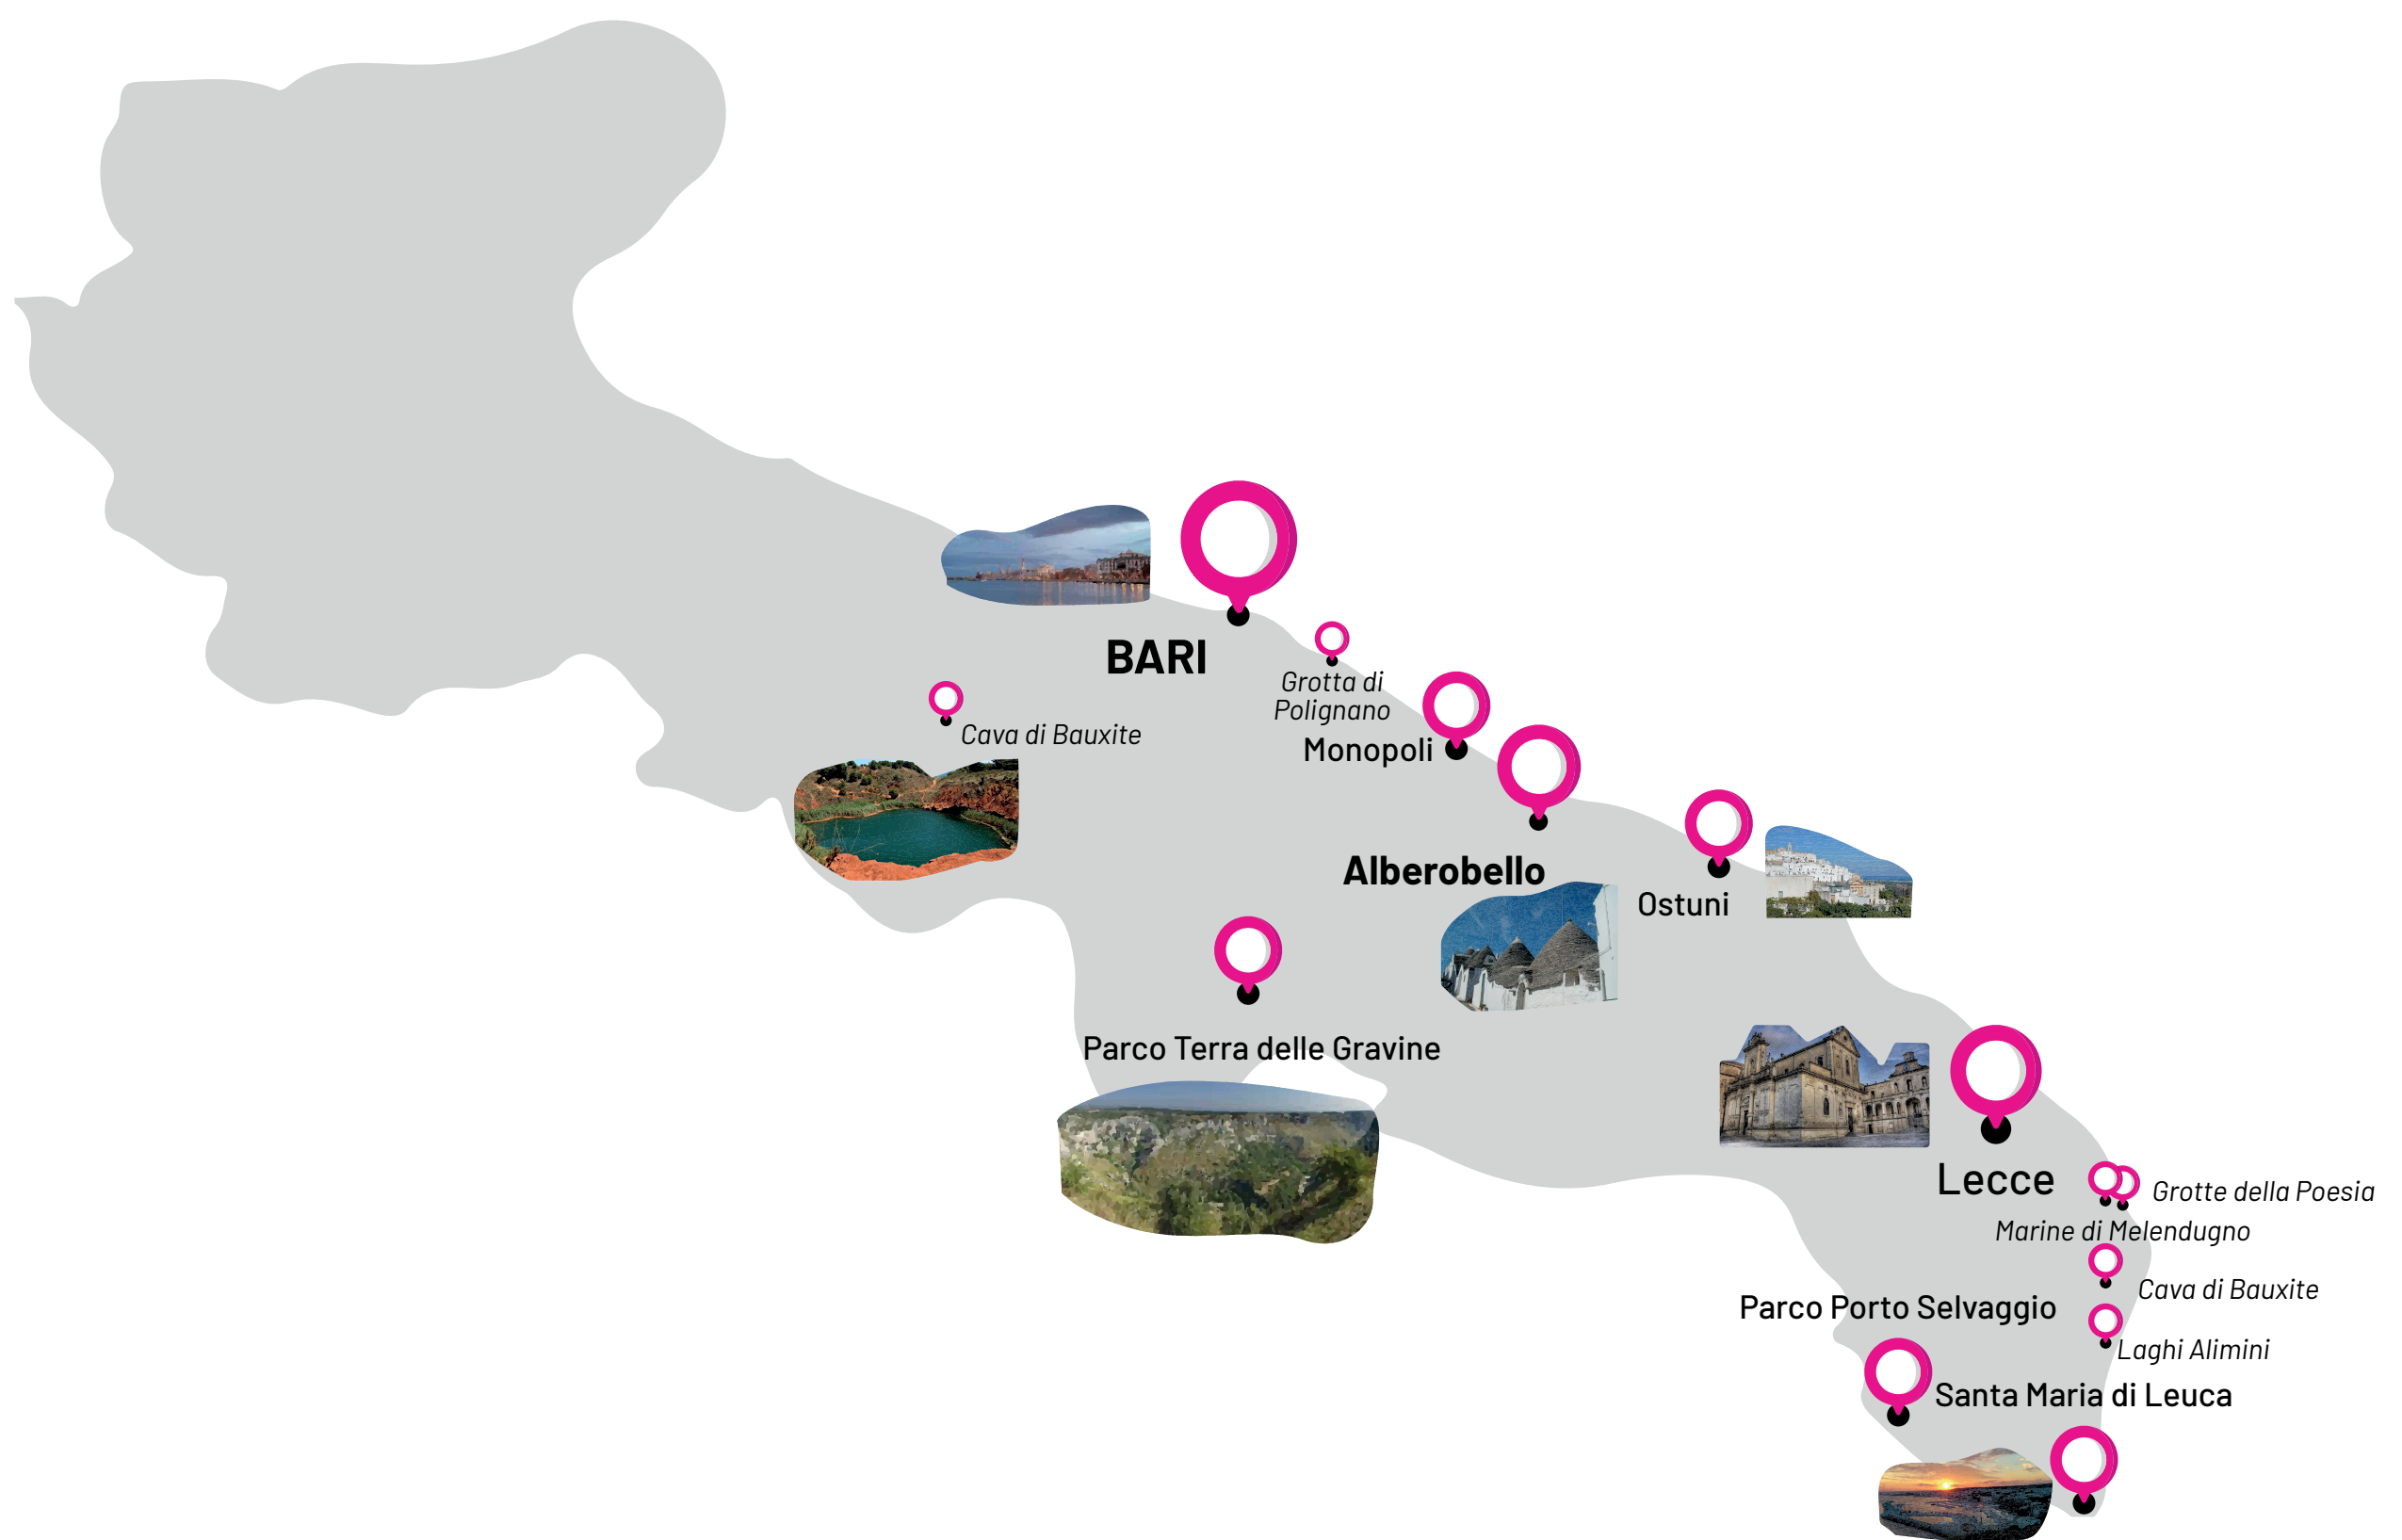 BARI
Grotta di
Polignano
Cava di Bauxite
Monopoli
Alberobello
Ostuni
Parco Terra delle Gravine
Lecce
Grotte della Poesia
Marine di Melendugno
Cava di Bauxite
Parco Porto Selvaggio
Laghi Alimini
Santa Maria di Leuca